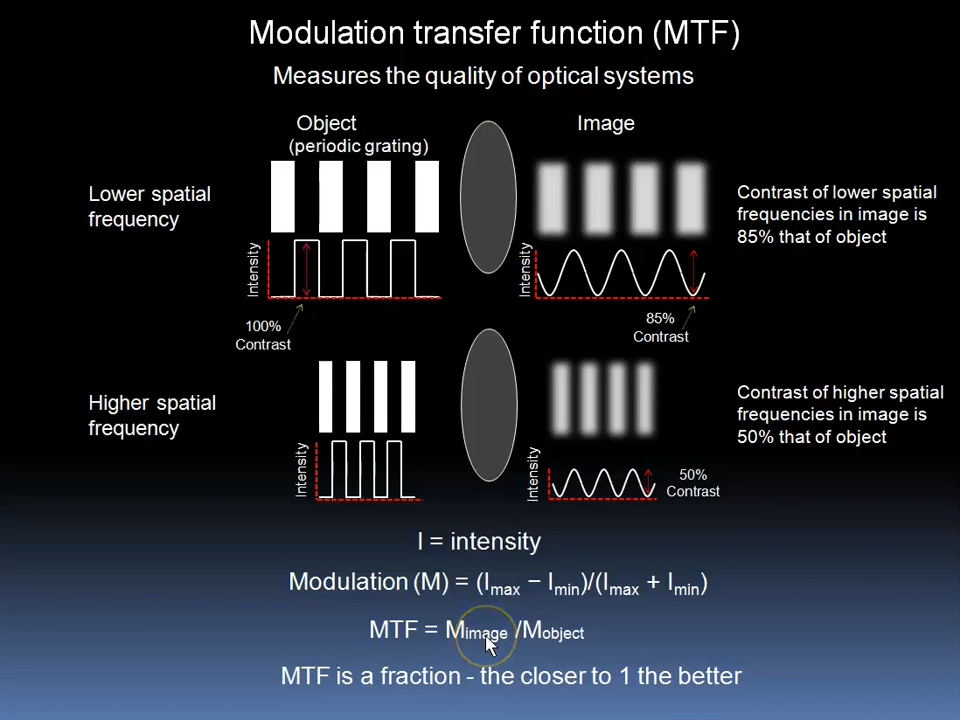 Modulation transfer function (MTF)
Measures the quality of optical systems
Object
(periodic grating)
Image
Lower spatial
frequency
Intensity
100%
Contrast
Intensity
85%
Contrast
Contrast of lower spatial
frequencies in image is
85% that of object
Higher spatial
frequency
Intensity
Intensity
50%
Contrast
Contrast of higher spatial
frequencies in image is
50% that of object
I = intensity
Modulation (M) = (Imax − Imin)/(Imax + Imin)
MTF = Mimage /Mobject
MTF is a fraction - the closer to 1 the better